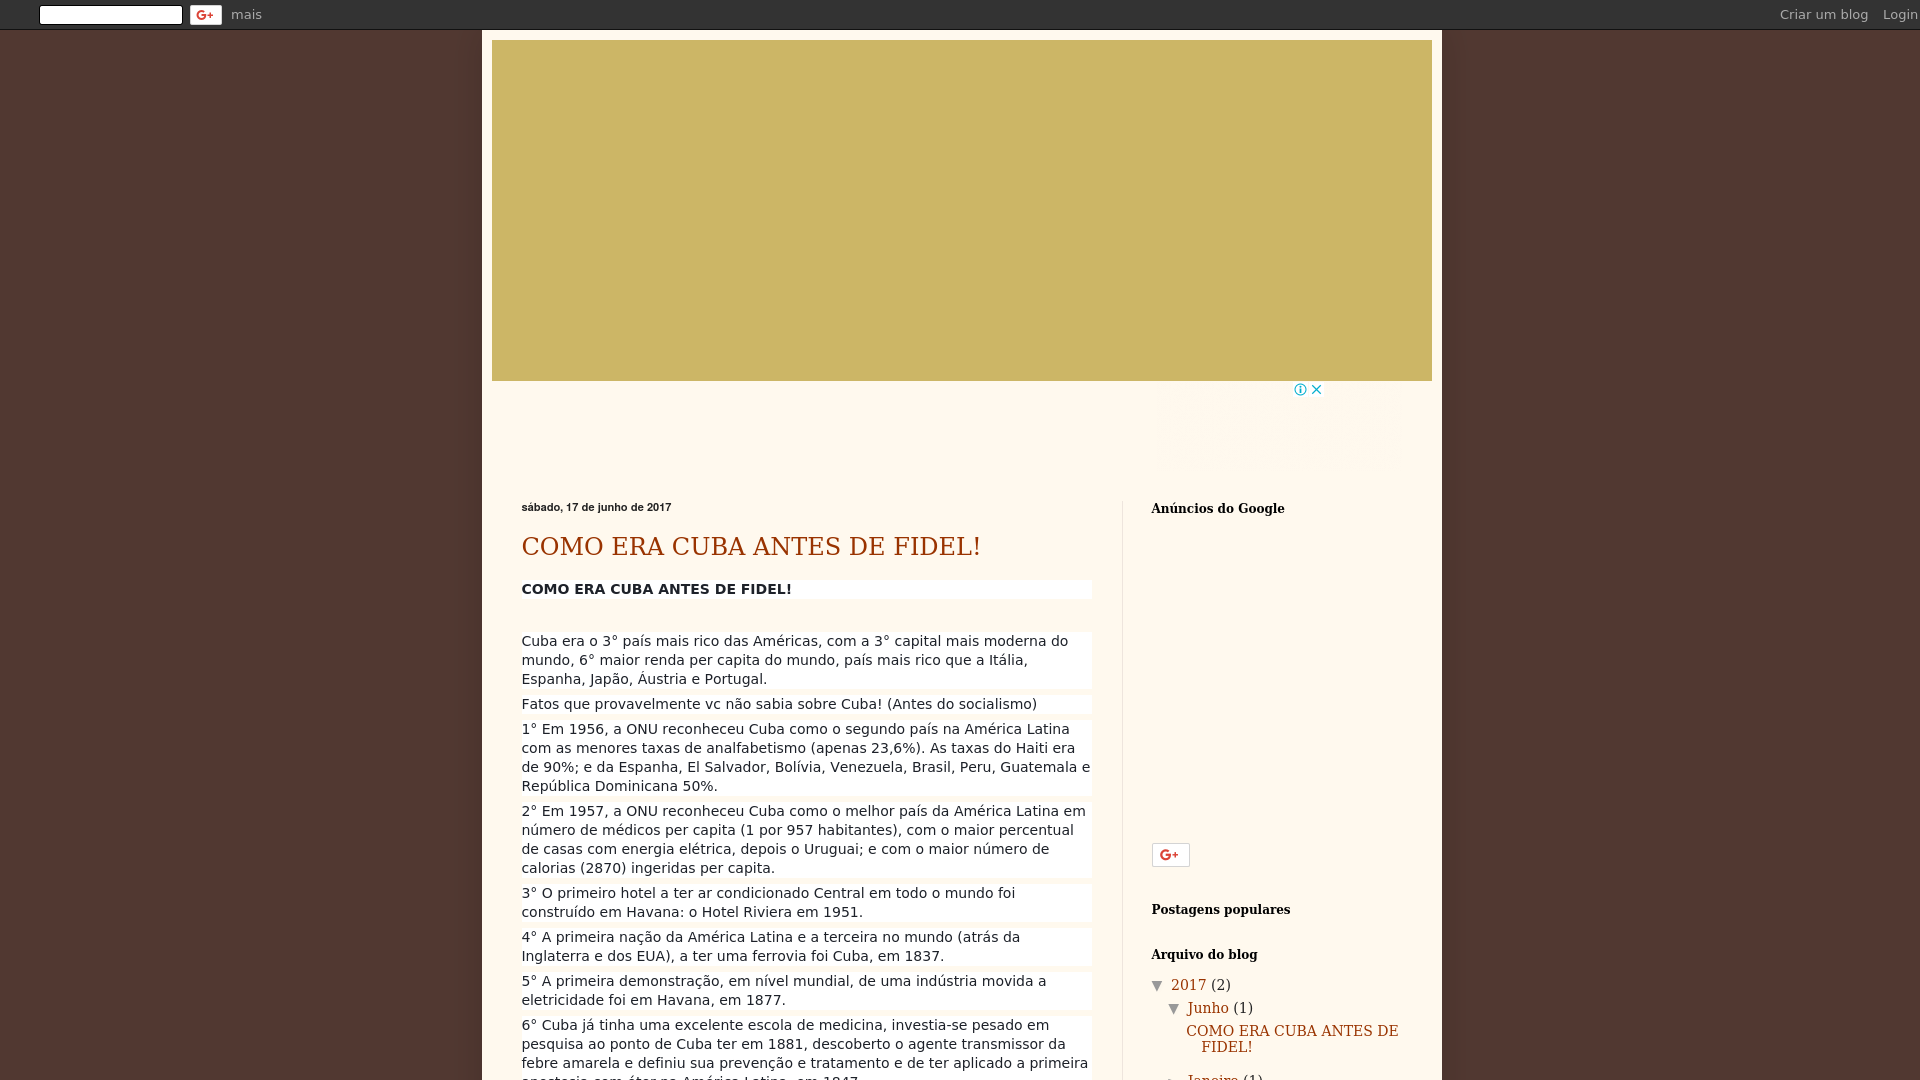 G+ mais
Criar um blog Login
sábado, 17 de junho de 2017
COMO ERA CUBA ANTES DE FIDEL!
COMO ERA CUBA ANTES DE FIDEL!
Cuba era o 3° país mais rico das Américas, com a 3° capital mais moderna do
mundo, 6° maior renda per capita do mundo, país mais rico que a Itália,
Espanha, Japão, Áustria e Portugal.
Fatos que provavelmente vc não sabia sobre Cuba! (Antes do socialismo)
1° Em 1956, a ONU reconheceu Cuba como o segundo país na América Latina
com as menores taxas de analfabetismo (apenas 23,6%). As taxas do Haiti era
de 90%; e da Espanha, El Salvador, Bolívia, Venezuela, Brasil, Peru, Guatemala e
República Dominicana 50%.
2° Em 1957, a ONU reconheceu Cuba como o melhor país da América Latina em
número de médicos per capita (1 por 957 habitantes), com o maior percentual
de casas com energia elétrica, depois o Uruguai; e com o maior número de
calorias (2870) ingeridas per capita.
3° O primeiro hotel a ter ar condicionado Central em todo o mundo foi
construído em Havana: o Hotel Riviera em 1951.
4° A primeira nação da América Latina e a terceira no mundo (atrás da
Inglaterra e dos EUA), a ter uma ferrovia foi Cuba, em 1837.
5° A primeira demonstração, em nível mundial, de uma indústria movida a
eletricidade foi em Havana, em 1877.
6° Cuba já tinha uma excelente escola de medicina, investia-se pesado em
pesquisa ao ponto de Cuba ter em 1881, descoberto o agente transmissor da
febre amarela e definiu sua prevenção e tratamento e de ter aplicado a primeira
Anúncios do Google
G+
Postagens populares
Arquivo do blog
▼ 2017 (2)
▼ Junho (1)
COMO ERA CUBA ANTES DE
FIDEL!
Janeiro (1)